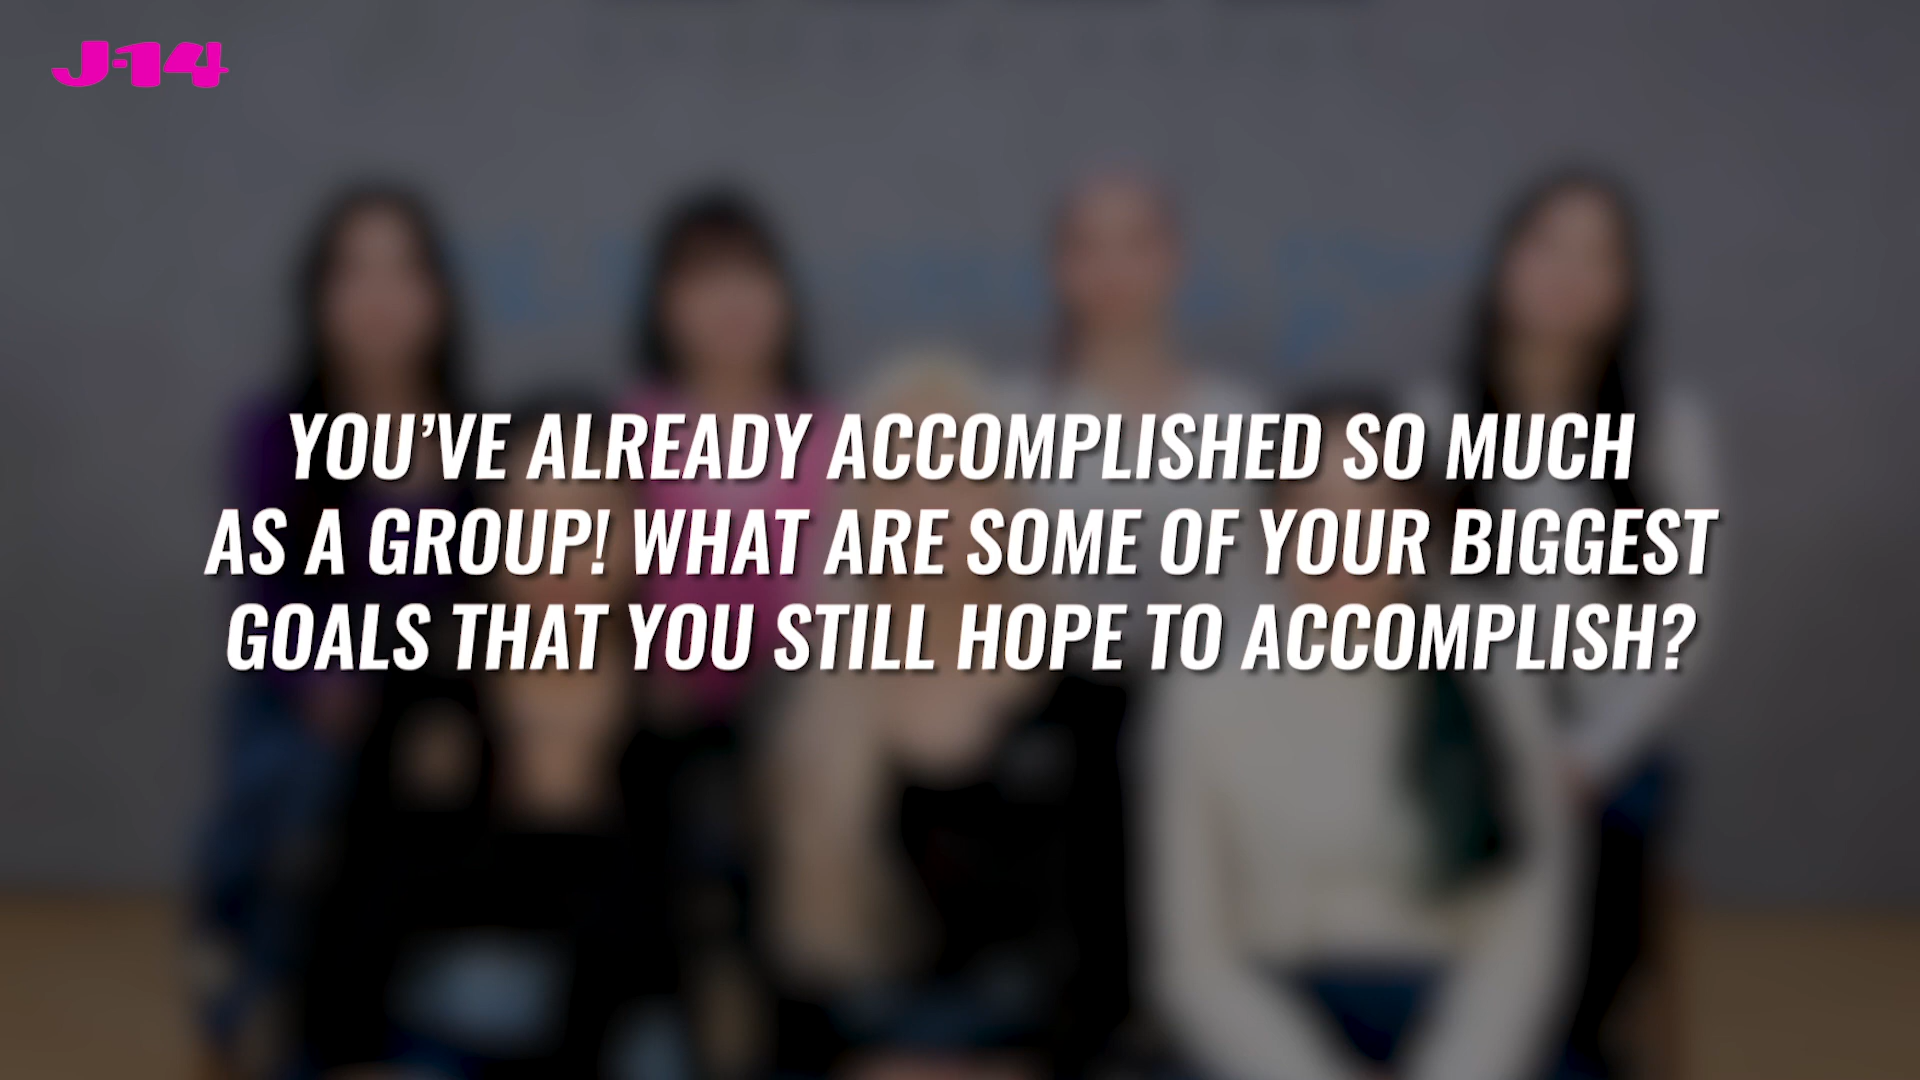 J-14
YOU'VE ALREADY ACCOMPLISHED SO MUCH
AS A GROUP! WHAT ARE SOME OF YOUR BIGGEST
GOALS THAT YOU STILL HOPE TO ACCOMPLISH?